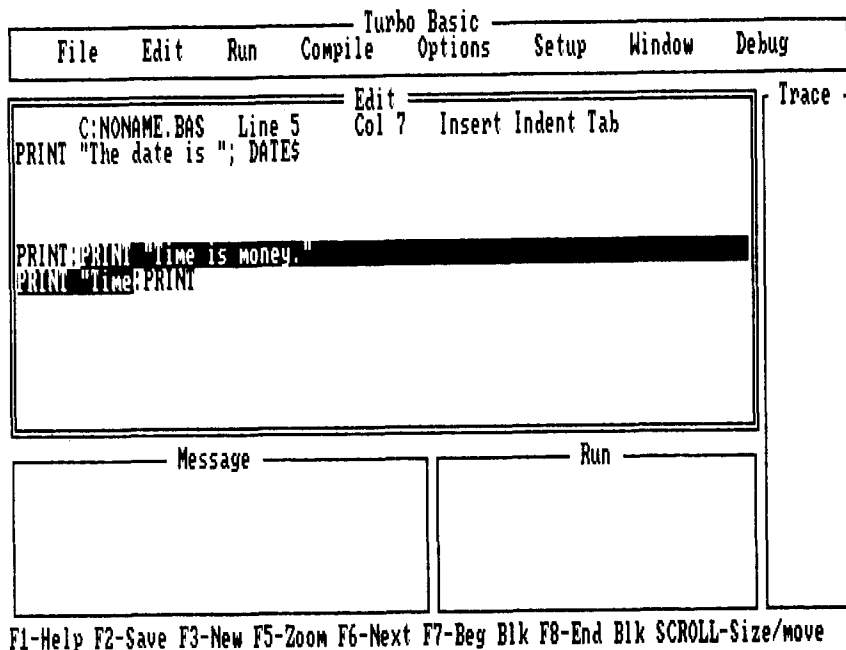 Turbo Basic
File Edit Run Compile Options Setup Window Debug
Edit
Trace
C:NONAME.BAS Line 5 Col 7 Insert Indent Tab
PRINT "The date is "; DATE$
PRINT:PRINT "Time is money."
PRINT "Time:PRINT
Message
Run
F1-Help F2-Save F3-New F5-Zoom F6-Next F7-Beg Blk F8-End Blk SCROLL-Size/move